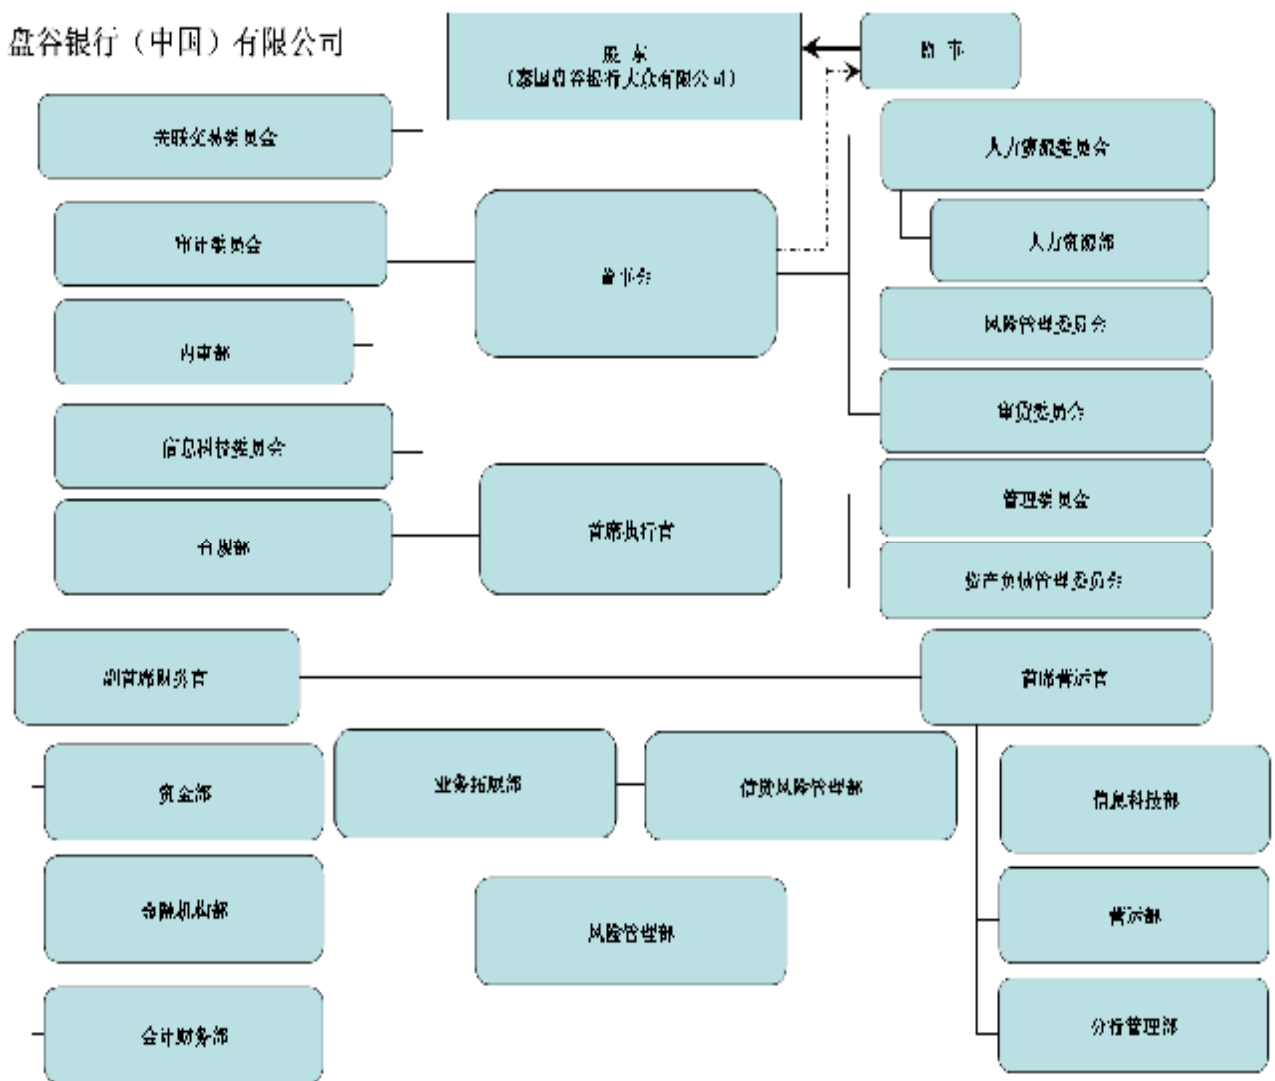 盘谷银行（中国）有限公司
股 东
（泰国盘谷银行大众有限公司）
监 事
关联交易委员会
人力资源委员会
审计委员会
人力资源部
董事会
内审部
风险管理委员会
审贷委员会
信息科技委员会
管理委员会
合规部
首席执行官
资产负债管理委员会
副首席财务官
首席营运官
资金部
业务拓展部
信贷风险管理部
信息科技部
金融机构部
风险管理部
营运部
会计财务部
分行管理部